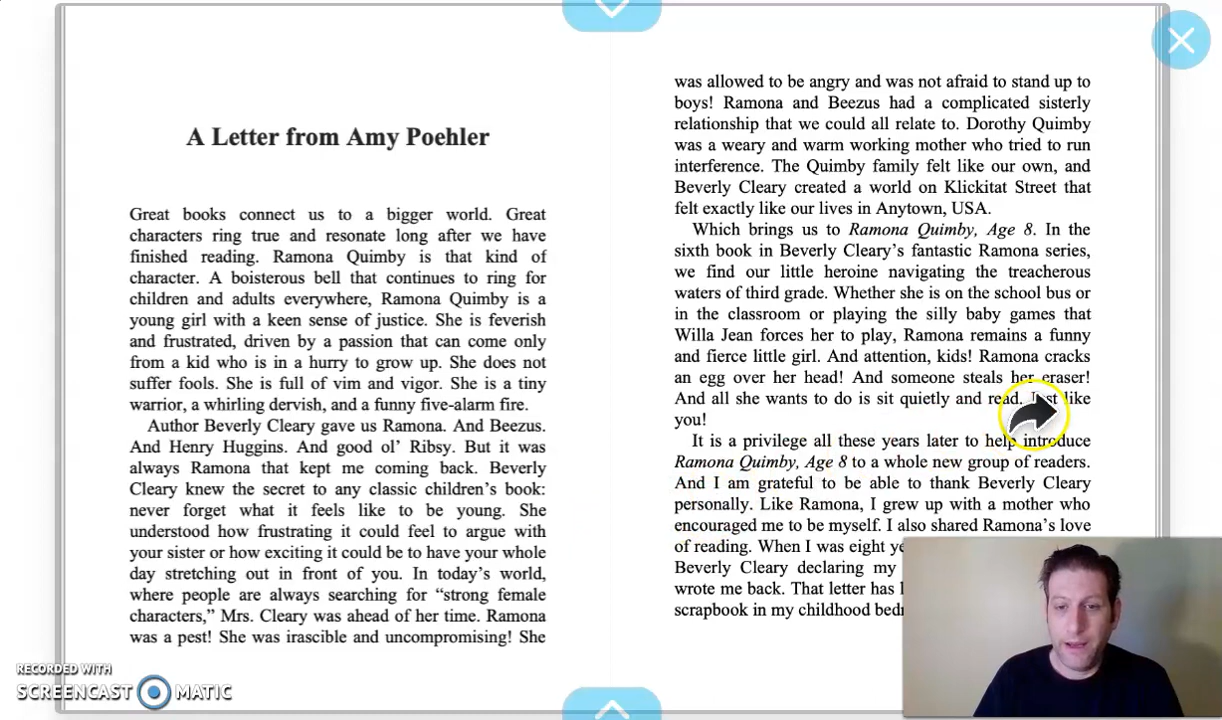 A Letter from Amy Poehler
Great books connect us to a bigger world. Great
characters ring true and resonate long after we have
finished reading. Ramona Quimby is that kind of
character. A boisterous bell that continues to ring for
children and adults everywhere, Ramona Quimby is a
young girl with a keen sense of justice. She is feverish
and frustrated, driven by a passion that can come only
from a kid who is in a hurry to grow up. She does not
suffer fools. She is full of vim and vigor. She is a tiny
warrior, a whirling dervish, and a funny five-alarm fire.
Author Beverly Cleary gave us Ramona. And Beezus.
And Henry Huggins. And good ol’ Ribsy. But it was
always Ramona that kept me coming back. Beverly
Cleary knew the secret to any classic children’s book:
never forget what it feels like to be young. She
understood how frustrating it could feel to argue with
your sister or how exciting it could be to have your whole
day stretching out in front of you. In today’s world,
where people are always searching for “strong female
characters,” Mrs. Cleary was ahead of her time. Ramona
was a pest! She was irascible and uncompromising! She
was allowed to be angry and was not afraid to stand up to
boys! Ramona and Beezus had a complicated sisterly
relationship that we could all relate to. Dorothy Quimby
was a weary and warm working mother who tried to run
interference. The Quimby family felt like our own, and
Beverly Cleary created a world on Klickitat Street that
felt exactly like our lives in Anytown, USA.
Which brings us to Ramona Quimby, Age 8. In the
sixth book in Beverly Cleary’s fantastic Ramona series,
we find our little heroine navigating the treacherous
waters of third grade. Whether she is on the school bus or
in the classroom or playing the silly baby games that
Willa Jean forces her to play, Ramona remains a funny
and fierce little girl. And attention, kids! Ramona cracks
an egg over her head! And someone steals her eraser!
And all she wants to do is sit quietly and read. Just like
you!
It is a privilege all these years later to help introduce
Ramona Quimby, Age 8 to a whole new group of readers.
And I am grateful to be able to thank Beverly Cleary
personally. Like Ramona, I grew up with a mother who
encouraged me to be myself. I also shared Ramona’s love
of reading. When I was eight
Beverly Cleary declaring my
wrote me back. That letter has
scrapbook in my childhood
RECORDED WITH
SCREENCAST MATIC